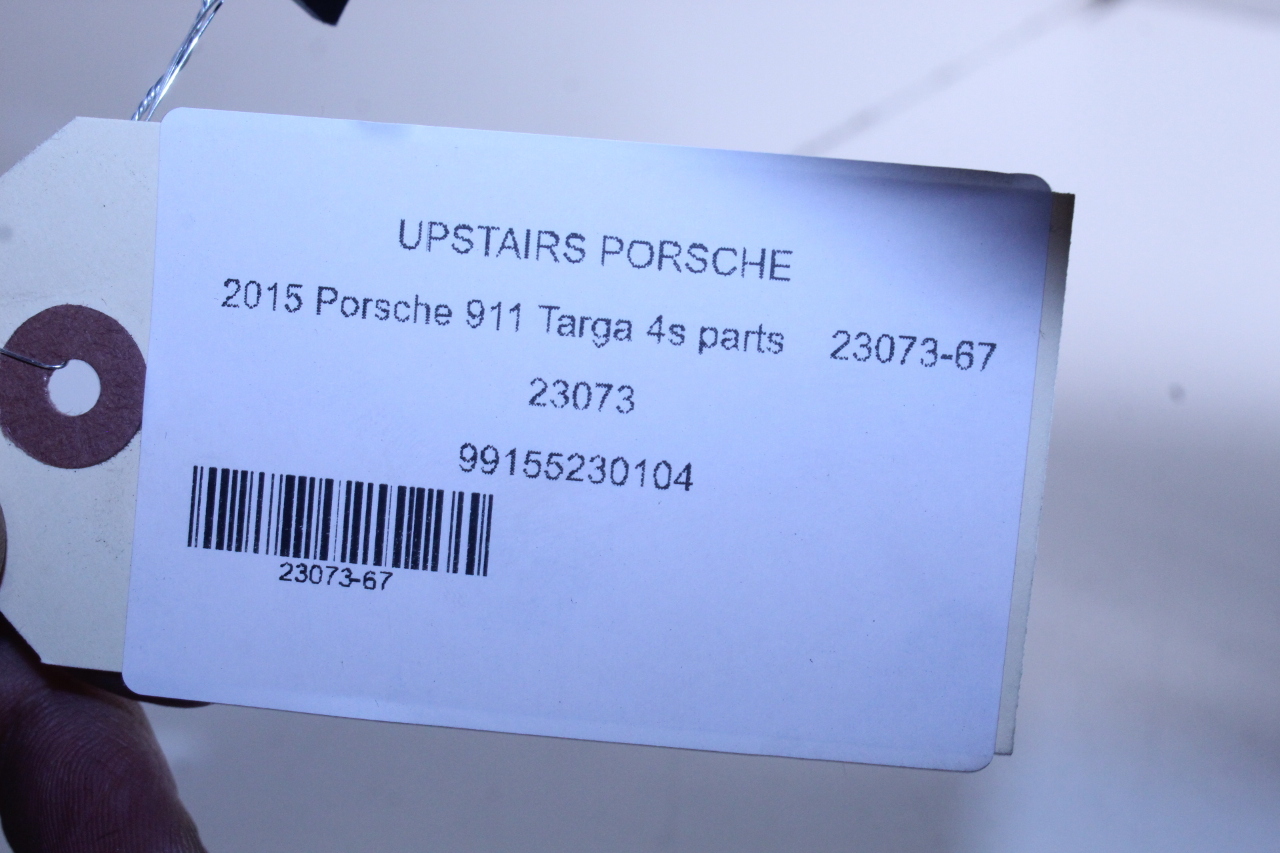 UPSTAIRS PORSCHE
2015 Porsche 911 Targa 4s parts 23073-67
23073
99155230104
23073-67